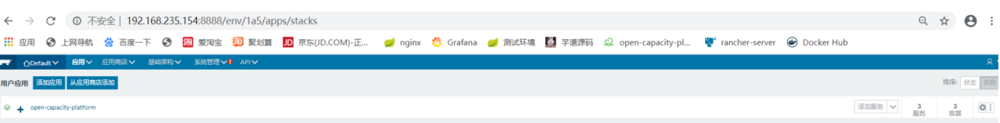 不安全 | 192.168.235.154:8888/env/1a5/apps/stacks
应用 上网导航 百度一下 淘 爱淘宝 聚划算 JD 京东(JD.COM)-正... nginx Grafana 测试环境 芋道源码 open-capacity-pl... rancher-server Docker Hub
Default 应用 应用商店 基础架构 系统管理 API
用户应用 添加应用 从应用商店添加 排序: 状态 名称
open-capacity-platform 添加服务 3 服务 3 容器